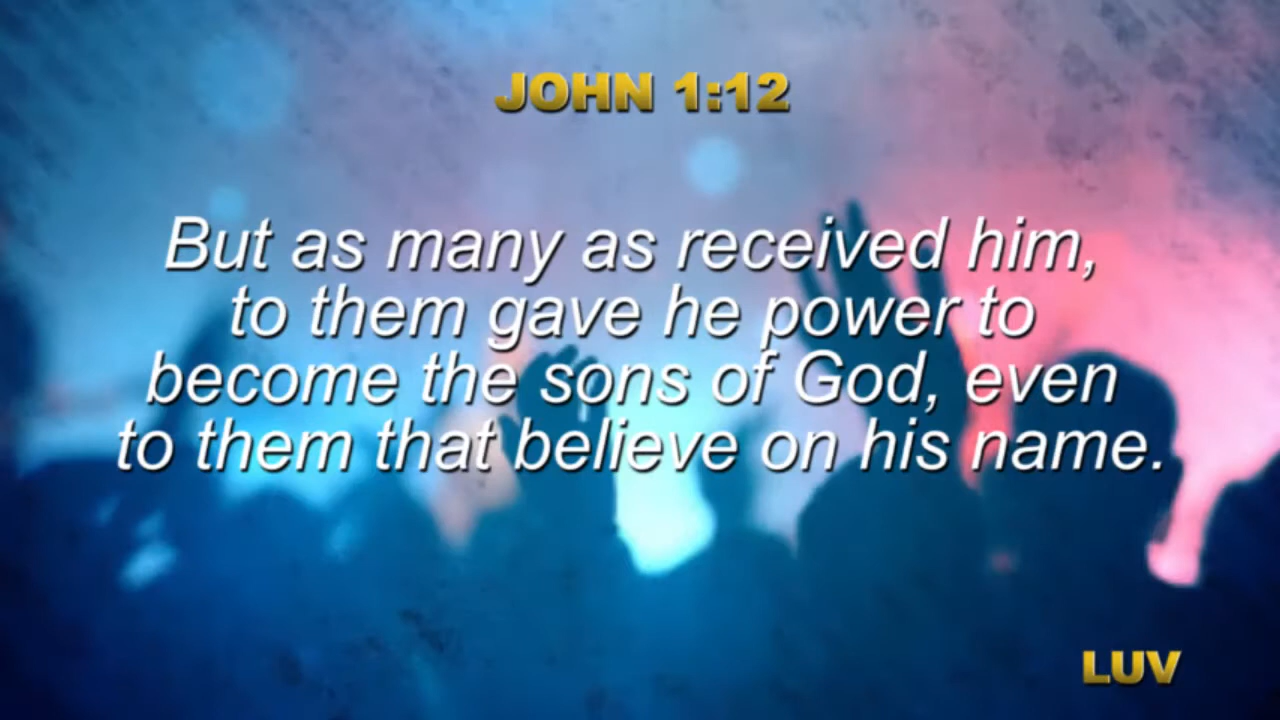 JOHN 1:12
But as many as received him,
to them gave he power to
become the sons of God, even
to them that believe on his name.
LUV